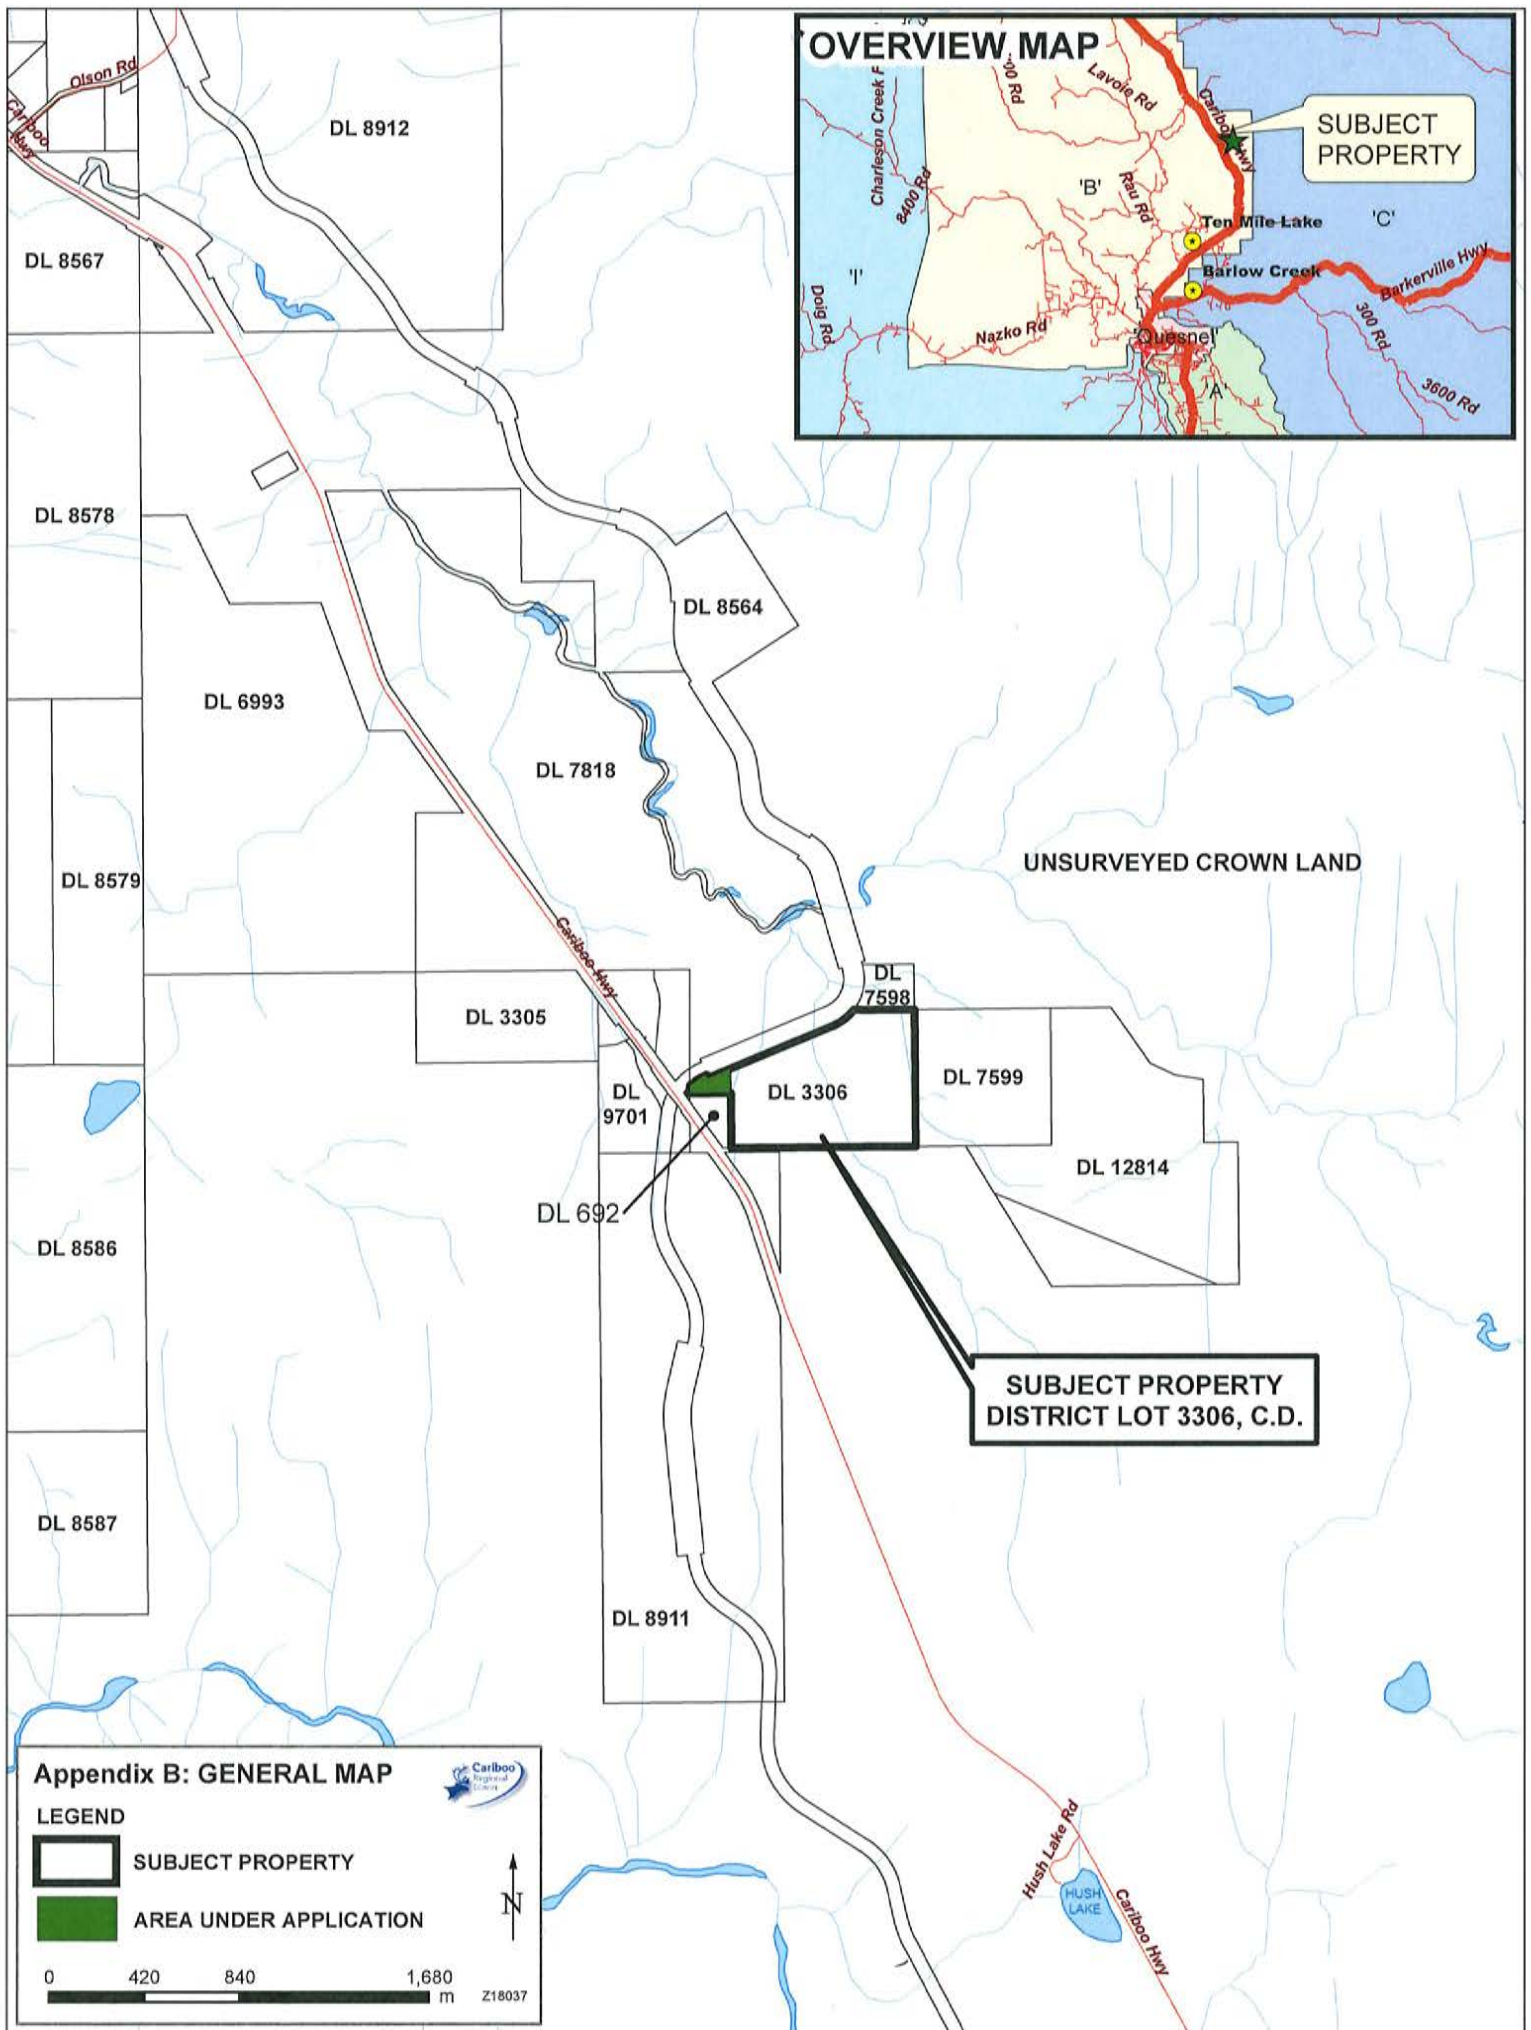 OVERVIEW MAP
Charleson Creek F
00 Rd
Lavoie Rd
Cariboo Hwy
SUBJECT
PROPERTY
8400 Rd
'B'
Rau Rd
'C'
Ten Mile Lake
'I'
Barlow Creek
Barkerville Hwy
Doig Rd
Nazko Rd
'Quesnel'
300 Rd
'A'
3600 Rd
Olson Rd
Cariboo
Hwy
DL 8912
DL 8567
DL 8578
DL 8564
DL 6993
DL 7818
UNSURVEYED CROWN LAND
DL 8579
Cariboo Hwy
DL
7598
DL 3305
DL
9701
DL 3306
DL 7599
DL 12814
DL 692
DL 8586
SUBJECT PROPERTY
DISTRICT LOT 3306, C.D.
DL 8587
DL 8911
Hush Lake Rd
HUSH
LAKE
Cariboo Hwy
Appendix B: GENERAL MAP
Cariboo
Regional
LEGEND
SUBJECT PROPERTY
AREA UNDER APPLICATION
N
0 420 840 1,680
m
Z18037